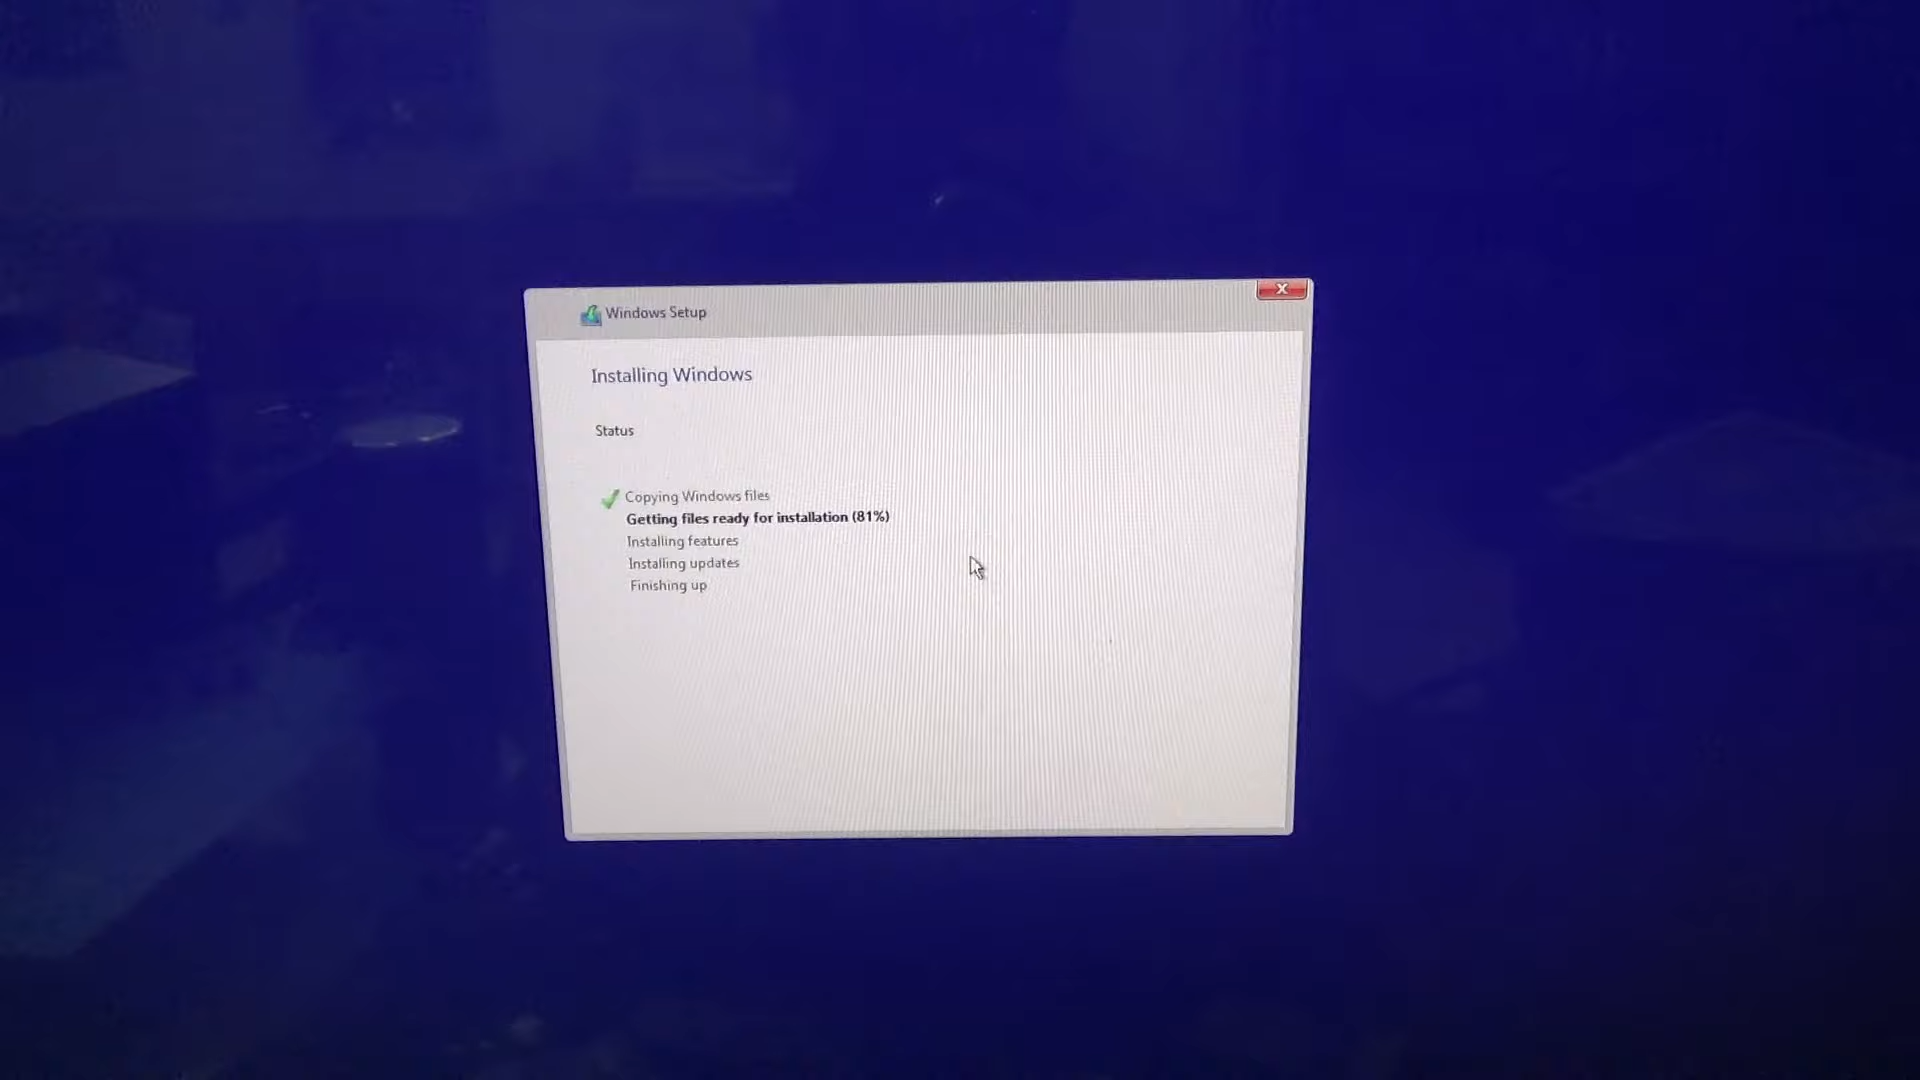 Windows Setup
Installing Windows
Status
Copying Windows files
Getting files ready for installation (81%)
Installing features
Installing updates
Finishing up